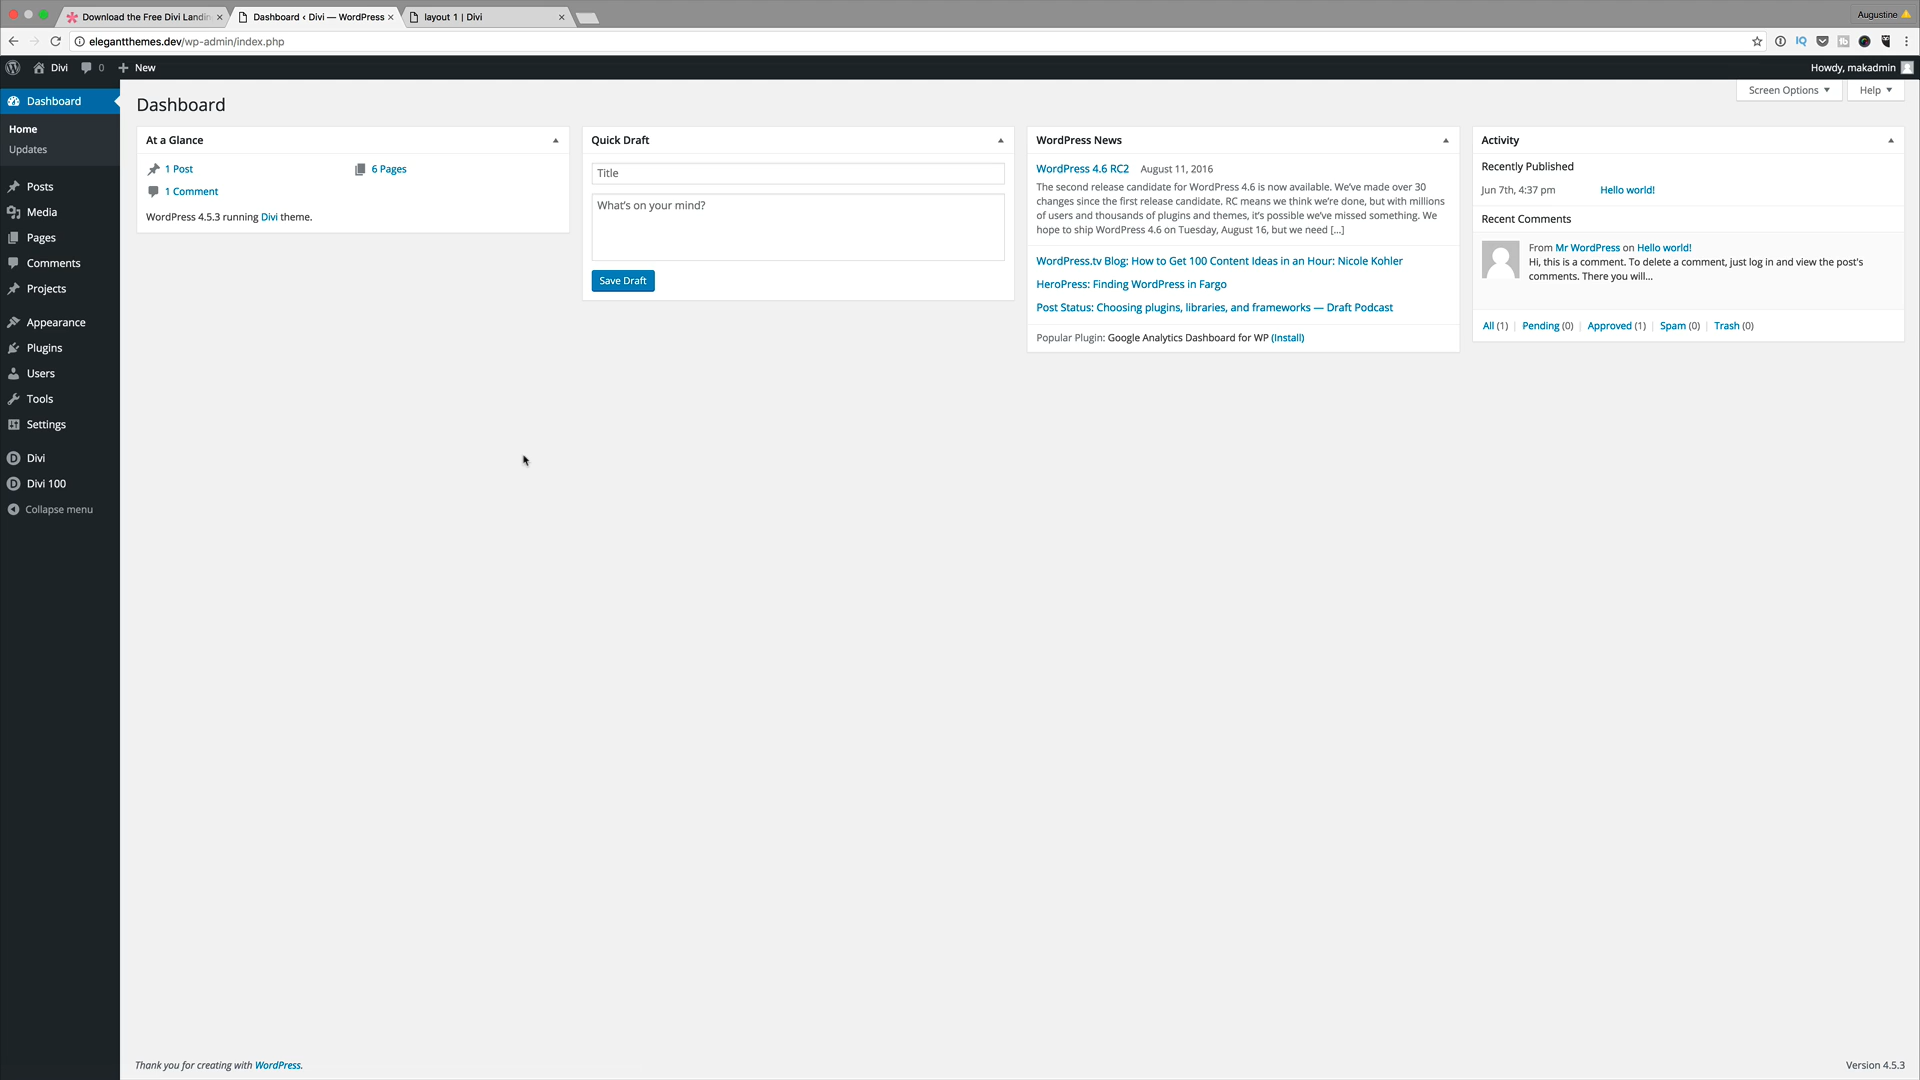 Download the Free Divi Landin
Dashboard ‹ Divi — WordPress
layout 1 | Divi
Augustine
elegantthemes.dev/wp-admin/index.php
Divi
0
New
Howdy, makadmin
Dashboard
Home
Updates
Posts
Media
Pages
Comments
Projects
Appearance
Plugins
Users
Tools
Settings
Divi
Divi 100
Collapse menu
Dashboard
Screen Options
Help
At a Glance
1 Post
6 Pages
1 Comment
WordPress 4.5.3 running Divi theme.
Quick Draft
Title
What's on your mind?
Save Draft
WordPress News
WordPress 4.6 RC2 August 11, 2016
The second release candidate for WordPress 4.6 is now available. We've made over 30
changes since the first release candidate. RC means we think we're done, but with millions
of users and thousands of plugins and themes, it's possible we've missed something. We
hope to ship WordPress 4.6 on Tuesday, August 16, but we need [...]
WordPress.tv Blog: How to Get 100 Content Ideas in an Hour: Nicole Kohler
HeroPress: Finding WordPress in Fargo
Post Status: Choosing plugins, libraries, and frameworks — Draft Podcast
Popular Plugin: Google Analytics Dashboard for WP (Install)
Activity
Recently Published
Jun 7th, 4:37 pm Hello world!
Recent Comments
From Mr WordPress on Hello world!
Hi, this is a comment. To delete a comment, just log in and view the post's
comments. There you will...
All (1) | Pending (0) | Approved (1) | Spam (0) | Trash (0)
Thank you for creating with WordPress.
Version 4.5.3